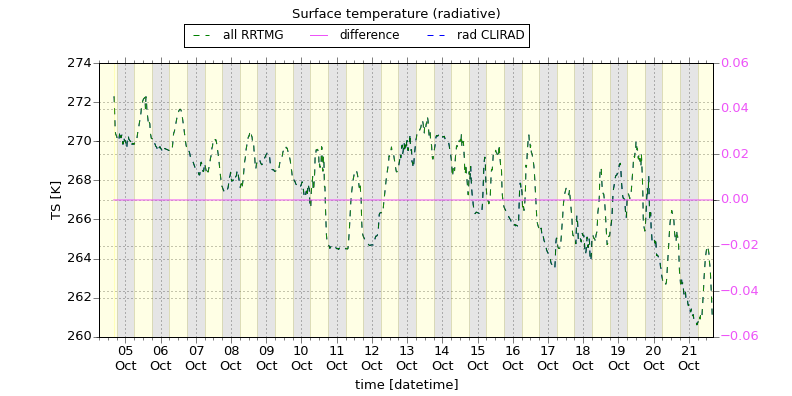 Surface temperature (radiative)
all RRTMG difference rad CLIRAD
274
272
270
268
266
264
262
260
TS [K]
0.06
0.04
0.02
0.00
−0.02
−0.04
−0.06
05 06 07 08 09 10 11 12 13 14 15 16 17 18 19 20 21
Oct Oct Oct Oct Oct Oct Oct Oct Oct Oct Oct Oct Oct Oct Oct Oct Oct
time [datetime]